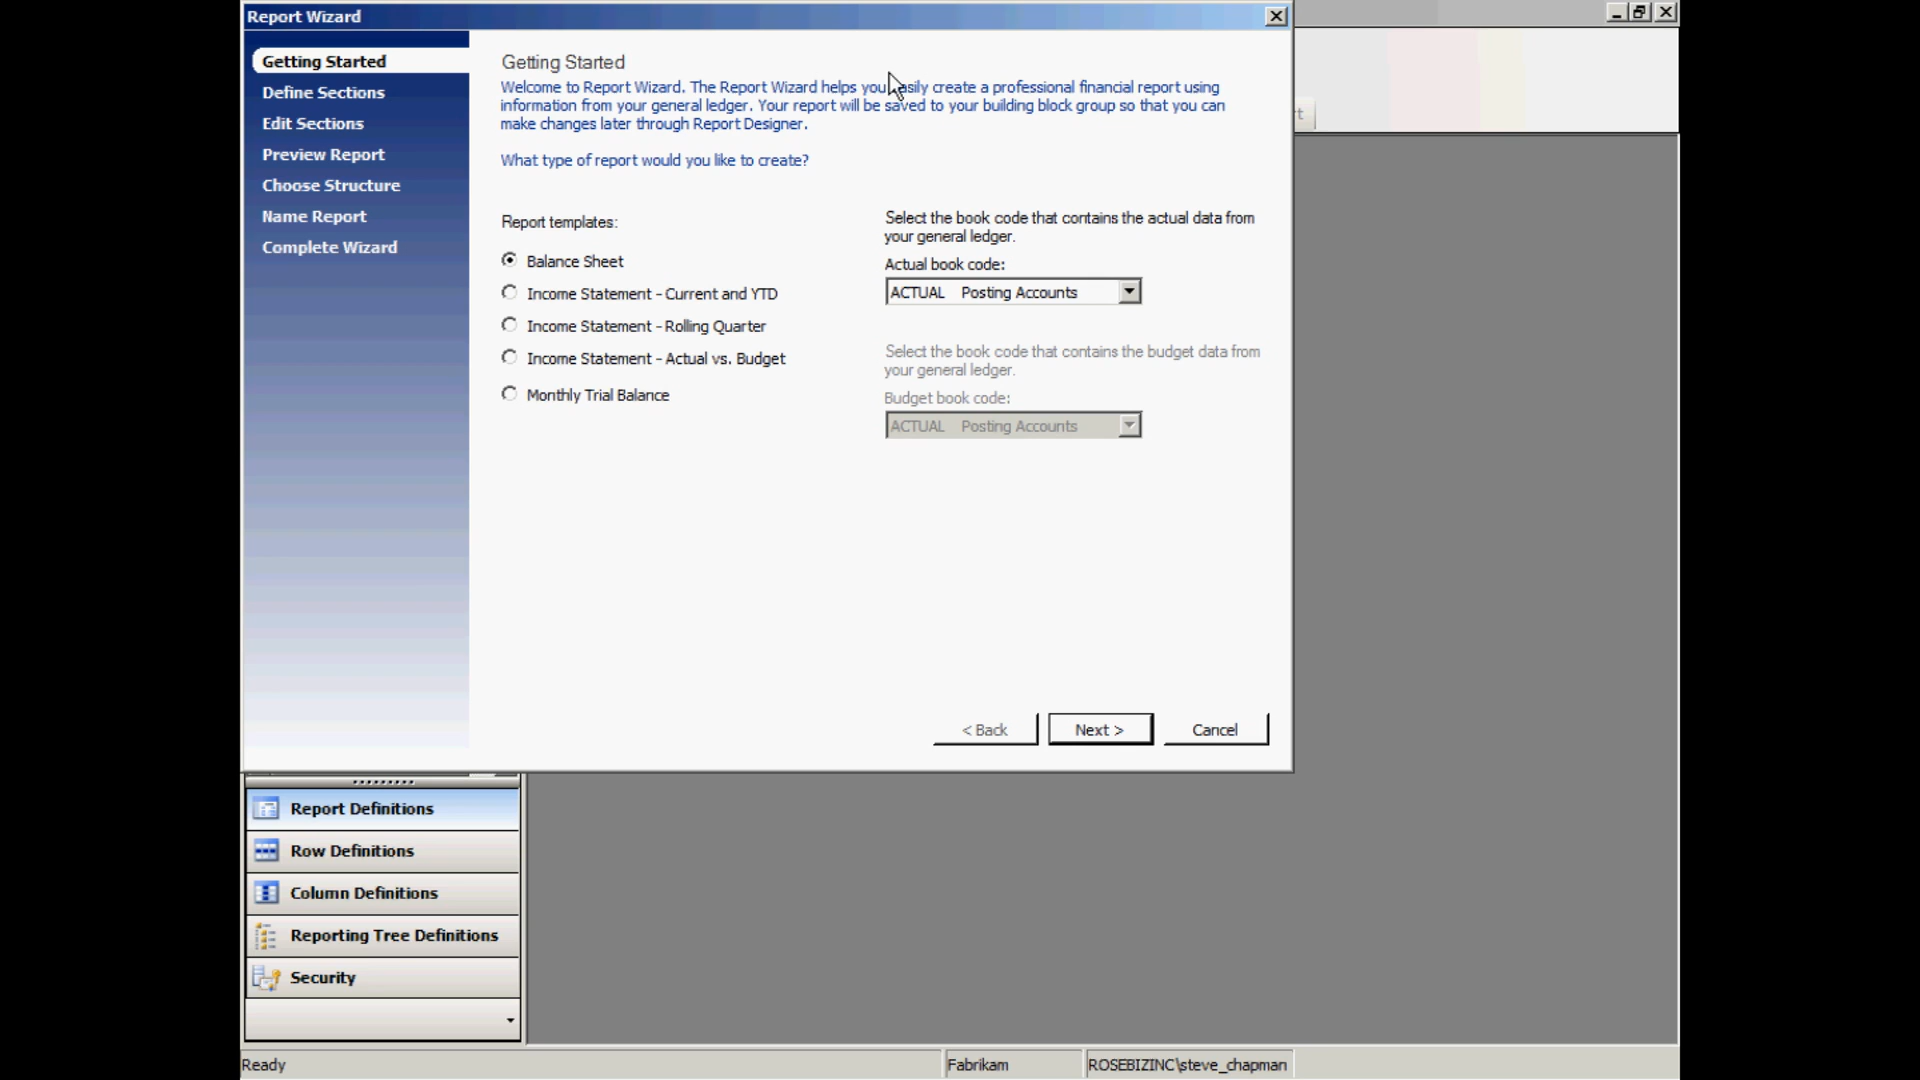 Report Wizard
Getting Started
Define Sections
Edit Sections
Preview Report
Choose Structure
Name Report
Complete Wizard
Getting Started
Welcome to Report Wizard. The Report Wizard helps you easily create a professional financial report using
information from your general ledger. Your report will be saved to your building block group so that you can
make changes later through Report Designer.
What type of report would you like to create?
Report templates:
Balance Sheet
Income Statement - Current and YTD
Income Statement - Rolling Quarter
Income Statement - Actual vs. Budget
Monthly Trial Balance
Select the book code that contains the actual data from
your general ledger.
Actual book code:
ACTUAL Posting Accounts
Select the book code that contains the budget data from
your general ledger.
Budget book code:
ACTUAL Posting Accounts
< Back
Next >
Cancel
Report Definitions
Row Definitions
Column Definitions
Reporting Tree Definitions
Security
Ready
Fabrikam
ROSEBIZINC\steve_chapman